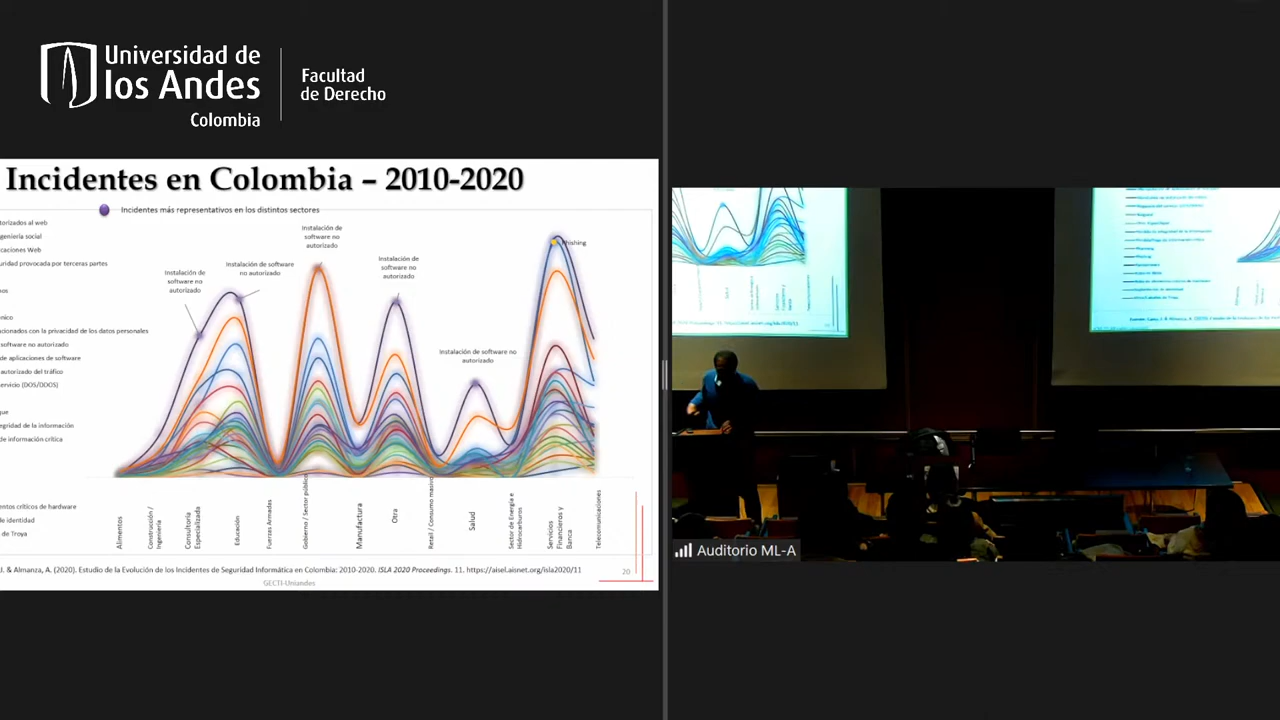 Universidad de
los Andes
Colombia
Facultad
de Derecho
Incidentes en Colombia – 2010-2020
Incidentes más representativos en los distintos sectores
torizados al web
geniería social
caciones Web
uridad provocada por terceras partes
os
ónico
acionados con la privacidad de los datos personales
software no autorizado
de aplicaciones de software
autorizado del tráfico
ervicio (DOS/DDOS)
que
egridad de la información
de información crítica
entos críticos de hardware
de identidad
de Troya
Instalación de
software no
autorizado
Instalación de software
no autorizado
Instalación de
software no
autorizado
Instalación de
software no
autorizado
Instalación de software no
autorizado
Phishing
Alimentos
Construcción /
Ingeniería
Consultoría
Especializada
Educación
Fuerzas Armadas
Gobierno / Sector público
Manufactura
Otra
Retail / Consumo masivo
Salud
Sector de Energía e
Hidrocarburos
Servicios
Financieros y
Banca
Telecomunicaciones
J. & Almanza, A. (2020). Estudio de la Evolución de los Incidentes de Seguridad Informática en Colombia: 2010-2020. ISLA 2020 Proceedings. 11. https://aisel.aisnet.org/isla2020/11
20
GECTI-Uniandes
Auditorio ML-A